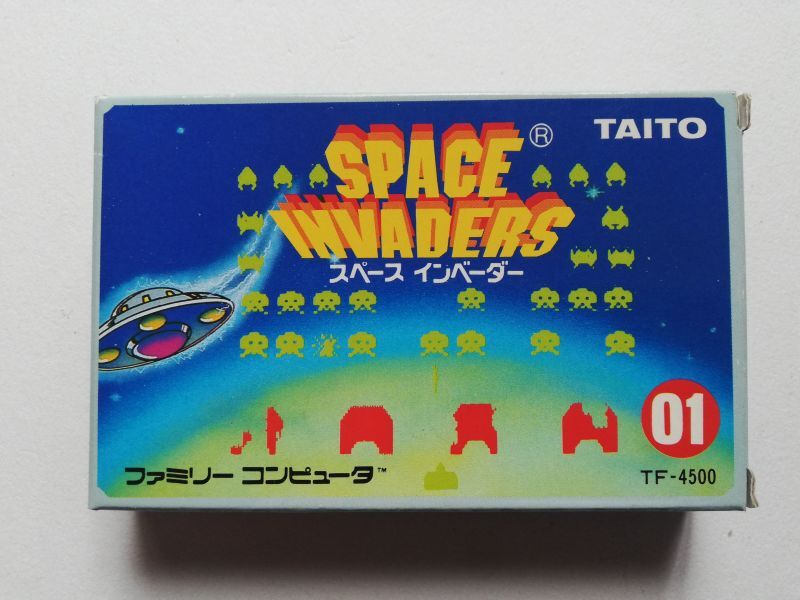 TAITO
SPACE
INVADERS®
スペース インベーダー
01
ファミリー コンピュータ™
TF-4500